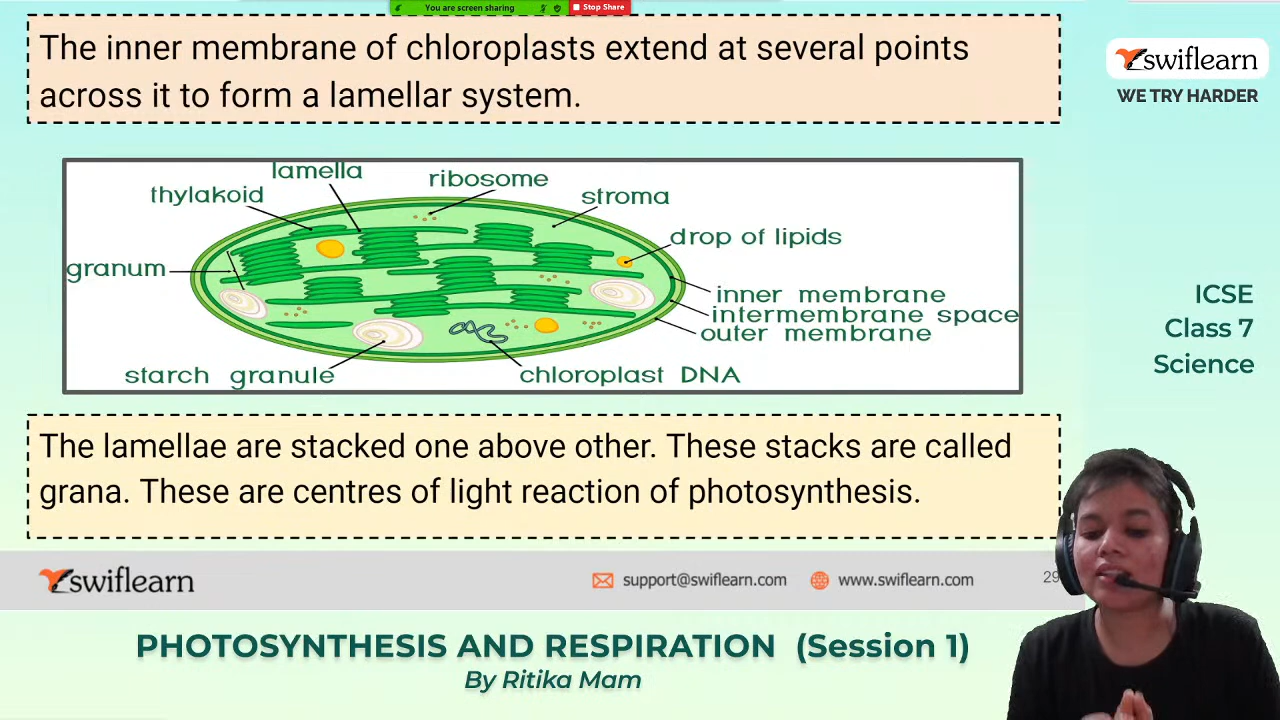 You are screen sharing
Stop Share
The inner membrane of chloroplasts extend at several points
across it to form a lamellar system.
swiflearn
WE TRY HARDER
lamella
ribosome
thylakoid
stroma
drop of lipids
granum
inner membrane
intermembrane space
outer membrane
starch granule
chloroplast DNA
ICSE
Class 7
Science
The lamellae are stacked one above other. These stacks are called
grana. These are centres of light reaction of photosynthesis.
swiflearn
support@swiflearn.com
www.swiflearn.com
29
PHOTOSYNTHESIS AND RESPIRATION (Session 1)
By Ritika Mam